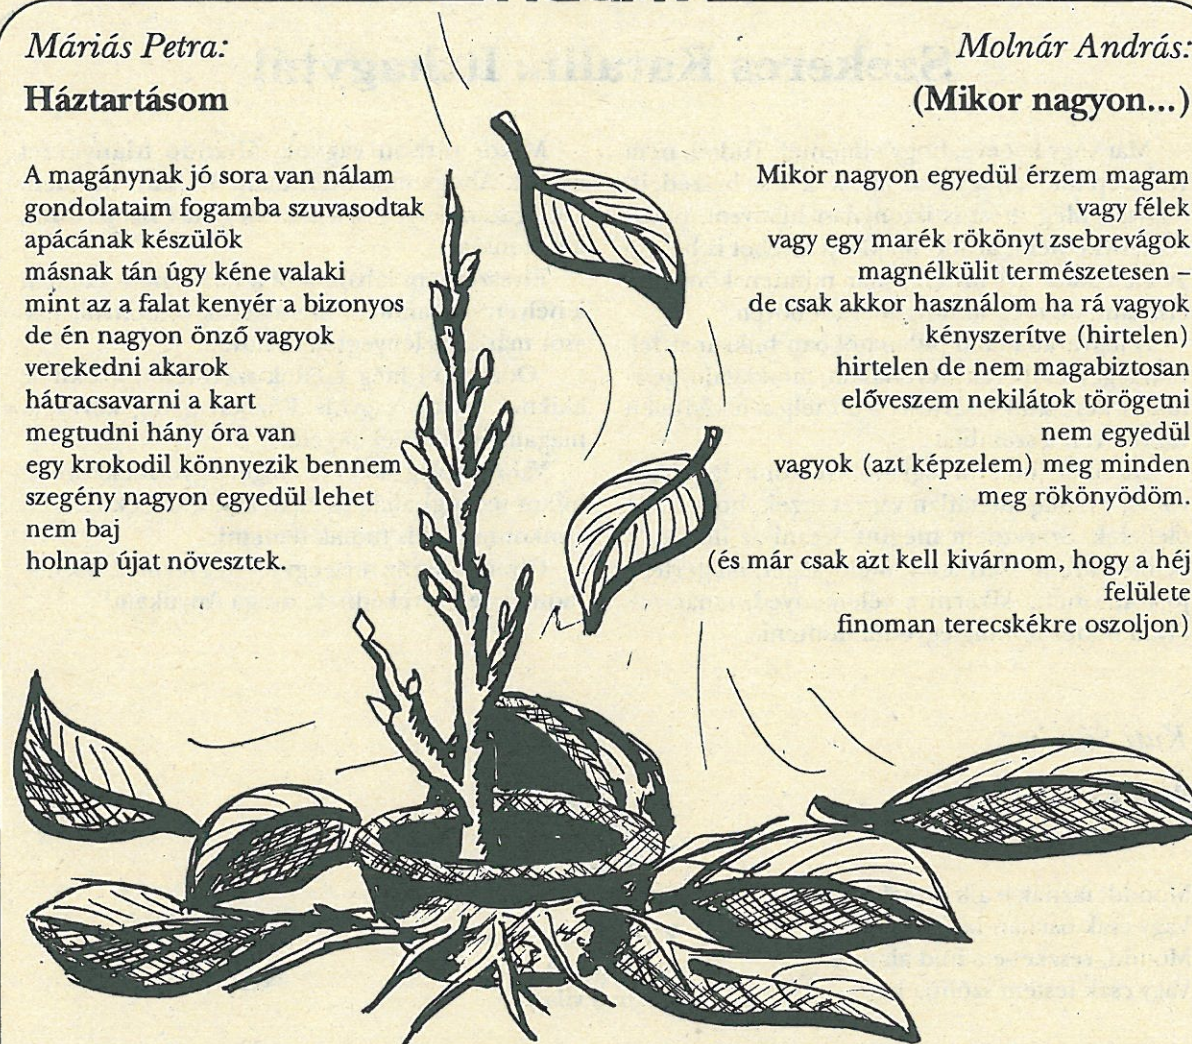 Máriás Petra:
Háztartásom
A magánynak jó sora van nálam
gondolataim fogamba szuvasodtak
apácának készülök
másnak tán úgy kéne valaki
mint az a falat kenyér a bizonyos
de én nagyon önző vagyok
verekedni akarok
hátracsavarni a kart
megtudni hány óra van
egy krokodil könnyezik bennem
szegény nagyon egyedül lehet
nem baj
holnap újat növesztek.
Molnár András:
(Mikor nagyon...)
Mikor nagyon egyedül érzem magam
vagy félek
vagy egy marék rökönyt zsebrevágok
magnélkülit természetesen –
de csak akkor használom ha rá vagyok
kényszerítve (hirtelen)
hirtelen de nem magabiztosan
előveszem nekilátok törögetni
nem egyedül
vagyok (azt képzelem) meg minden
meg rökönyödöm.
(és már csak azt kell kivárnom, hogy a héj
felülete
finoman terecskékre oszoljon)